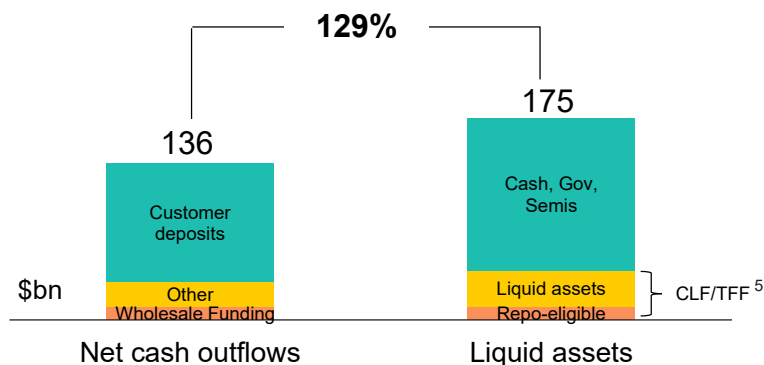 129%
136
175
Customer
deposits
Cash, Gov,
Semis
$bn
Other
Liquid assets
CLF/TFF 5
Wholesale Funding
Repo-eligible
Net cash outflows
Liquid assets